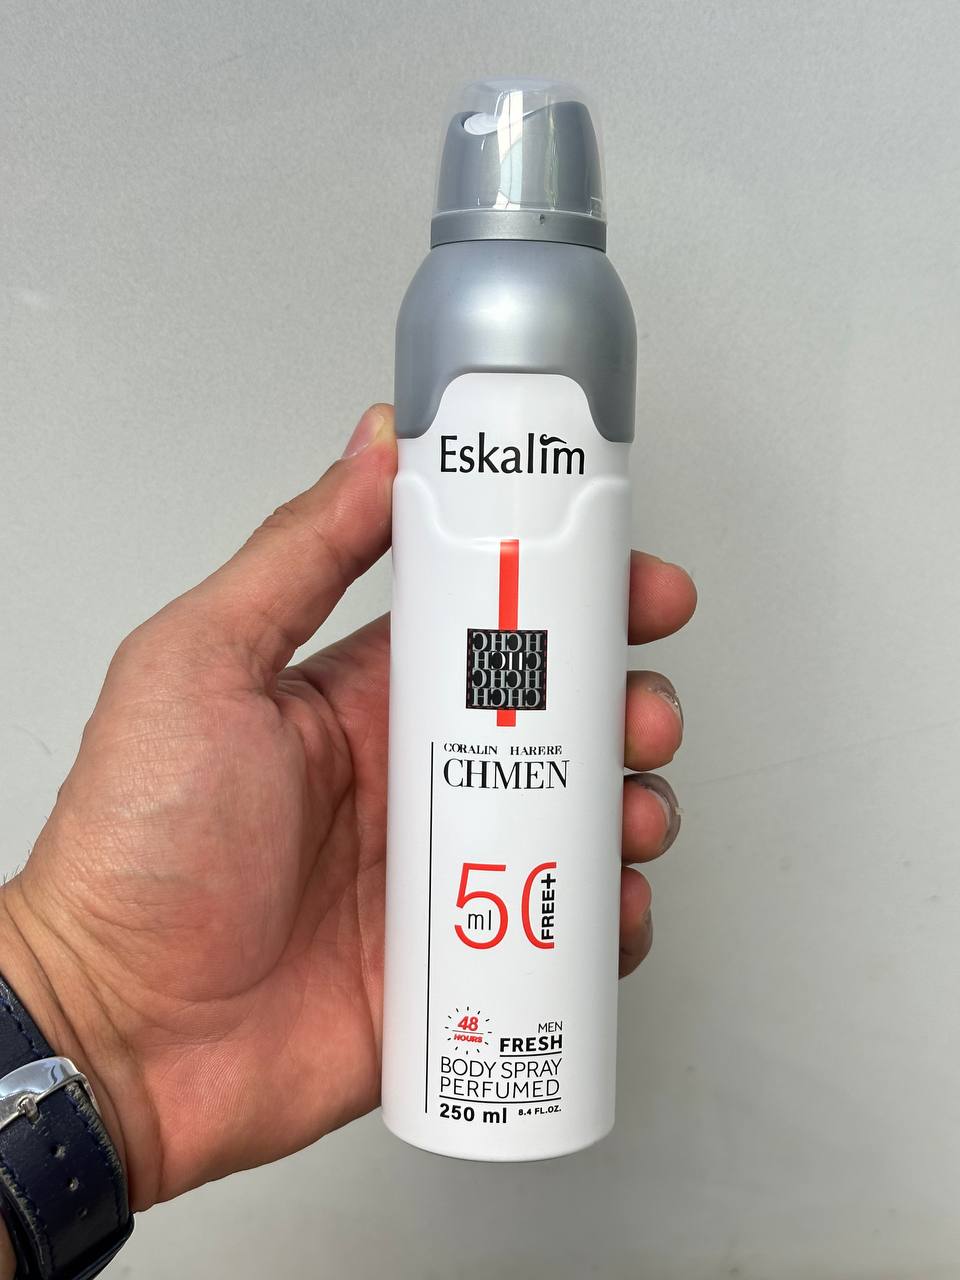 Eskalim
CORALIN HARERE
CHMEN
50
ml
FREE+
48
HOURS
MEN
FRESH
BODY SPRAY
PERFUMED
250 ml 8.4 FL.OZ.